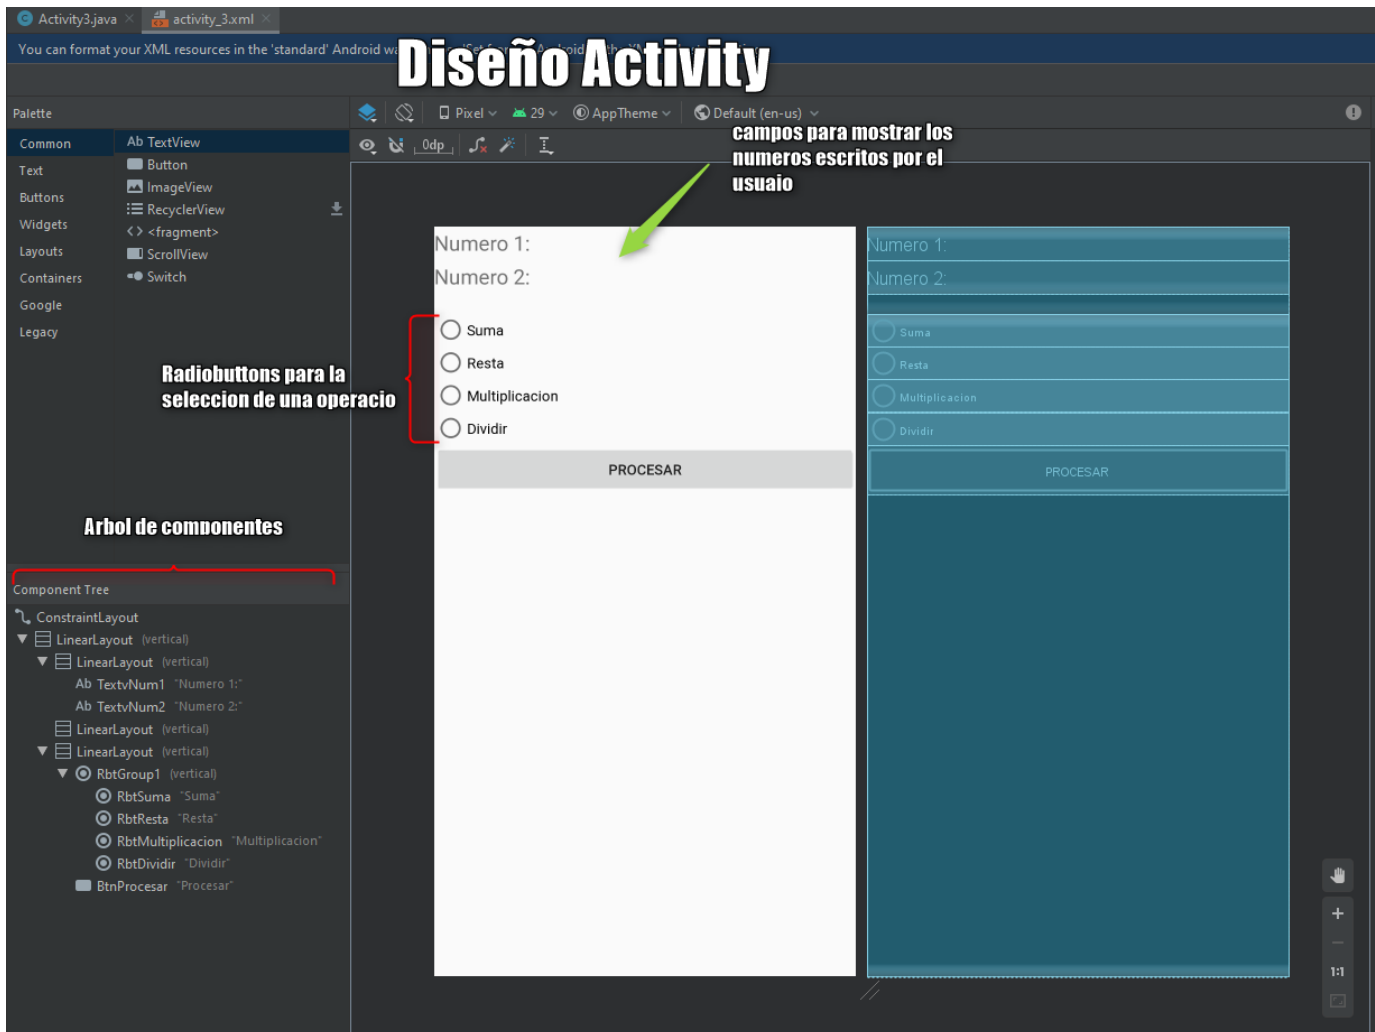 Activity3.java
activity_3.xml
You can format your XML resources in the 'standard' Android
Diseño Activity
Palette
Pixel
29
AppTheme
Default (en-us)
Common
Text
Buttons
Widgets
Layouts
Containers
Google
Legacy
Ab TextView
Button
ImageView
RecyclerView
<> <fragment>
ScrollView
Switch
0dp
campos para mostrar los
numeros escritos por el
usuaio
Numero 1:
Numero 2:
Suma
Resta
Multiplicacion
Dividir
PROCESAR
Numero 1:
Numero 2:
Suma
Resta
Multiplicacion
Dividir
PROCESAR
Radiobuttons para la
seleccion de una operacio
Arbol de componentes
Component Tree
ConstraintLayout
LinearLayout (vertical)
LinearLayout (vertical)
Ab TextvNum1 "Numero 1:"
Ab TextvNum2 "Numero 2:"
LinearLayout (vertical)
LinearLayout (vertical)
RbtGroup1 (vertical)
RbtSuma "Suma"
RbtResta "Resta"
RbtMultiplicacion "Multiplicacion"
RbtDividir "Dividir"
BtnProcesar "Procesar"
1:1